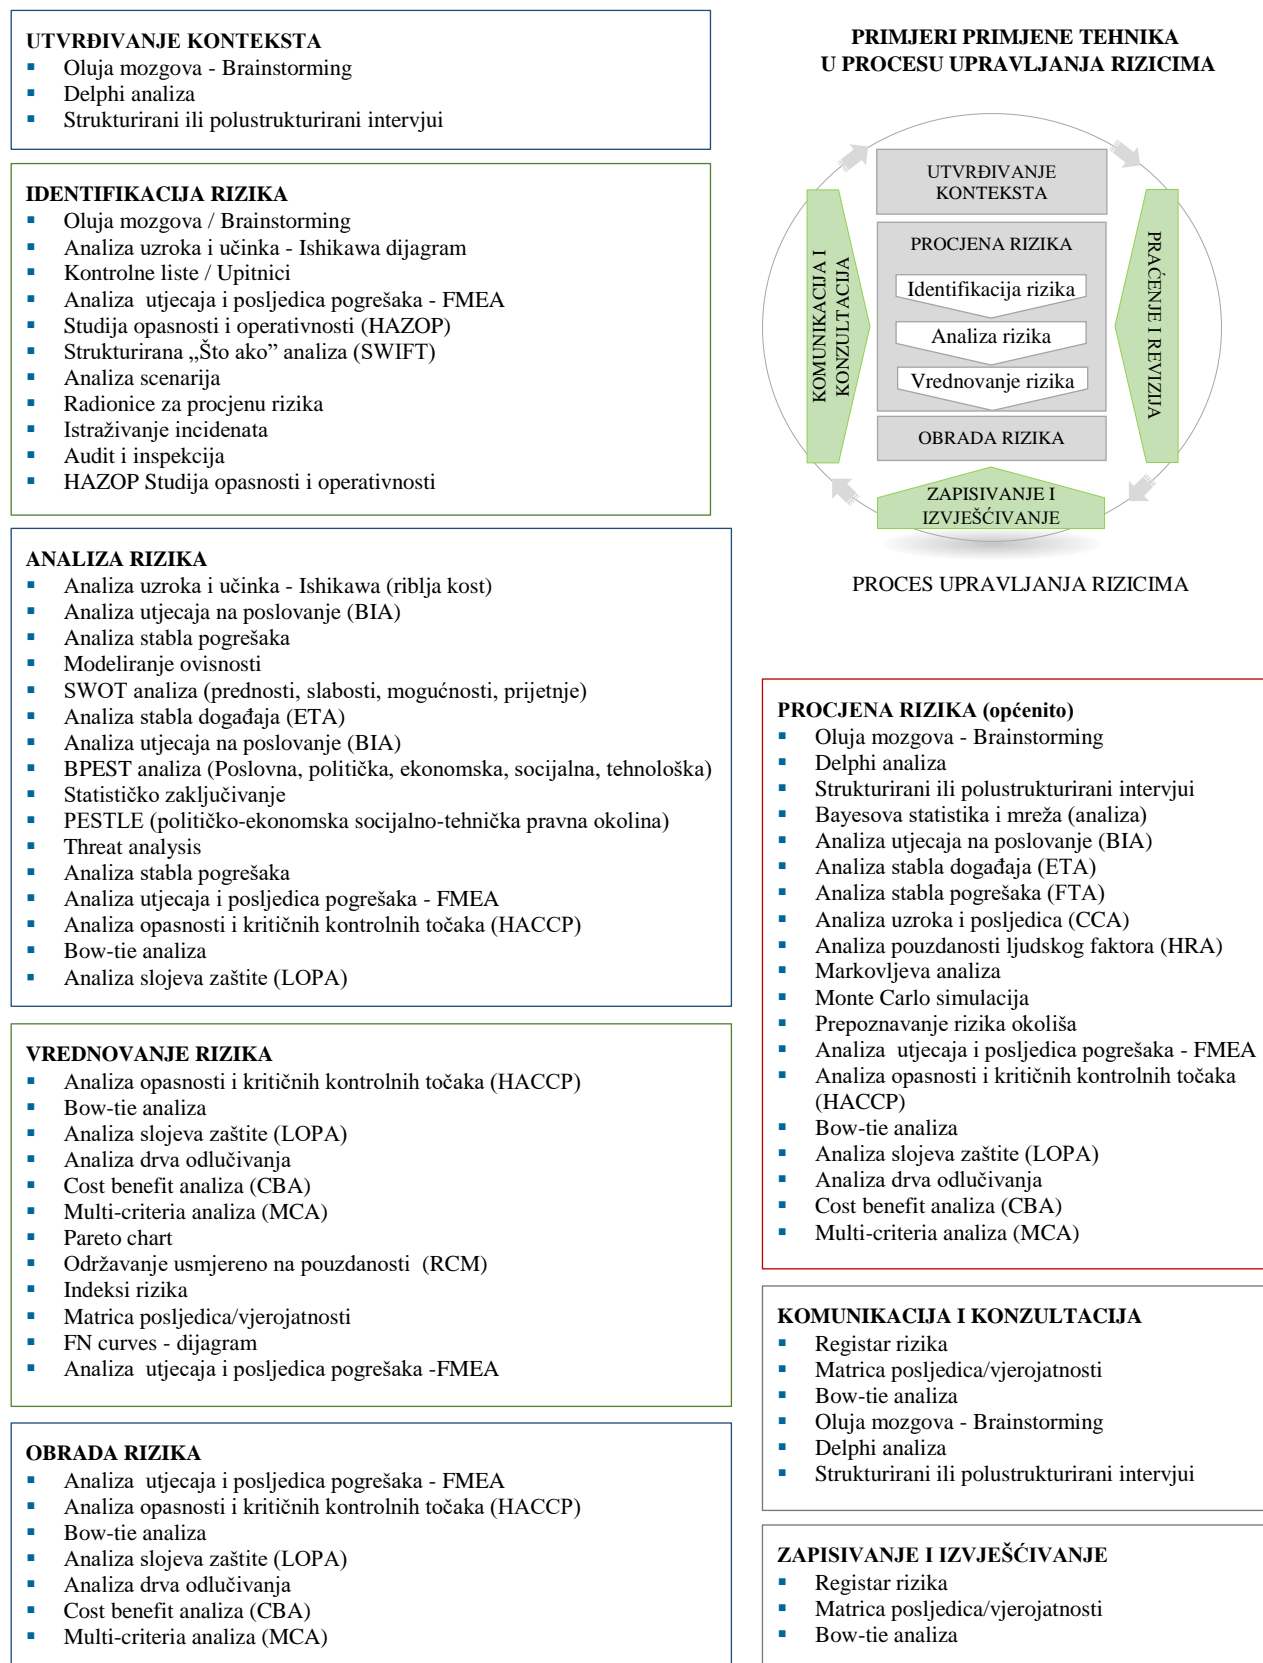 UTVRĐIVANJE KONTEKSTA
▪ Oluja mozgova - Brainstorming
▪ Delphi analiza
▪ Strukturirani ili polustrukturirani intervjui
IDENTIFIKACIJA RIZIKA
▪ Oluja mozgova / Brainstorming
▪ Analiza uzroka i učinka - Ishikawa dijagram
▪ Kontrolne liste / Upitnici
▪ Analiza  utjecaja i posljedica pogrešaka - FMEA
▪ Studija opasnosti i operativnosti (HAZOP)
▪ Strukturirana „Što ako” analiza (SWIFT)
▪ Analiza scenarija
▪ Radionice za procjenu rizika
▪ Istraživanje incidenata
▪ Audit i inspekcija
▪ HAZOP Studija opasnosti i operativnosti
ANALIZA RIZIKA
▪ Analiza uzroka i učinka - Ishikawa (riblja kost)
▪ Analiza utjecaja na poslovanje (BIA)
▪ Analiza stabla pogrešaka
▪ Modeliranje ovisnosti
▪ SWOT analiza (prednosti, slabosti, mogućnosti, prijetnje)
▪ Analiza stabla događaja (ETA)
▪ Analiza utjecaja na poslovanje (BIA)
▪ BPEST analiza (Poslovna, politička, ekonomska, socijalna, tehnološka)
▪ Statističko zaključivanje
▪ PESTLE (političko-ekonomska socijalno-tehnička pravna okolina)
▪ Threat analysis
▪ Analiza stabla pogrešaka
▪ Analiza utjecaja i posljedica pogrešaka - FMEA
▪ Analiza opasnosti i kritičnih kontrolnih točaka (HACCP)
▪ Bow-tie analiza
▪ Analiza slojeva zaštite (LOPA)
VREDNOVANJE RIZIKA
▪ Analiza opasnosti i kritičnih kontrolnih točaka (HACCP)
▪ Bow-tie analiza
▪ Analiza slojeva zaštite (LOPA)
▪ Analiza drva odlučivanja
▪ Cost benefit analiza (CBA)
▪ Multi-criteria analiza (MCA)
▪ Pareto chart
▪ Održavanje usmjereno na pouzdanosti  (RCM)
▪ Indeksi rizika
▪ Matrica posljedica/vjerojatnosti
▪ FN curves - dijagram
▪ Analiza  utjecaja i posljedica pogrešaka -FMEA
OBRADA RIZIKA
▪ Analiza  utjecaja i posljedica pogrešaka - FMEA
▪ Analiza opasnosti i kritičnih kontrolnih točaka (HACCP)
▪ Bow-tie analiza
▪ Analiza slojeva zaštite (LOPA)
▪ Analiza drva odlučivanja
▪ Cost benefit analiza (CBA)
▪ Multi-criteria analiza (MCA)
PRIMJERI PRIMJENE TEHNIKA
U PROCESU UPRAVLJANJA RIZICIMA
UTVRĐIVANJE
KONTEKSTA
PROCJENA RIZIKA
Identifikacija rizika
Analiza rizika
Vrednovanje rizika
OBRADA RIZIKA
KOMUNIKACIJA I
KONZULTACIJA
PRAĆENJE I REVIZIJA
ZAPISIVANJE I
IZVJEŠĆIVANJE
PROCES UPRAVLJANJA RIZICIMA
PROCJENA RIZIKA (općenito)
▪ Oluja mozgova - Brainstorming
▪ Delphi analiza
▪ Strukturirani ili polustrukturirani intervjui
▪ Bayesova statistika i mreža (analiza)
▪ Analiza utjecaja na poslovanje (BIA)
▪ Analiza stabla događaja (ETA)
▪ Analiza stabla pogrešaka (FTA)
▪ Analiza uzroka i posljedica (CCA)
▪ Analiza pouzdanosti ljudskog faktora (HRA)
▪ Markovljeva analiza
▪ Monte Carlo simulacija
▪ Prepoznavanje rizika okoliša
▪ Analiza  utjecaja i posljedica pogrešaka - FMEA
▪ Analiza opasnosti i kritičnih kontrolnih točaka
(HACCP)
▪ Bow-tie analiza
▪ Analiza slojeva zaštite (LOPA)
▪ Analiza drva odlučivanja
▪ Cost benefit analiza (CBA)
▪ Multi-criteria analiza (MCA)
KOMUNIKACIJA I KONZULTACIJA
▪ Registar rizika
▪ Matrica posljedica/vjerojatnosti
▪ Bow-tie analiza
▪ Oluja mozgova - Brainstorming
▪ Delphi analiza
▪ Strukturirani ili polustrukturirani intervjui
ZAPISIVANJE I IZVJEŠĆIVANJE
▪ Registar rizika
▪ Matrica posljedica/vjerojatnosti
▪ Bow-tie analiza